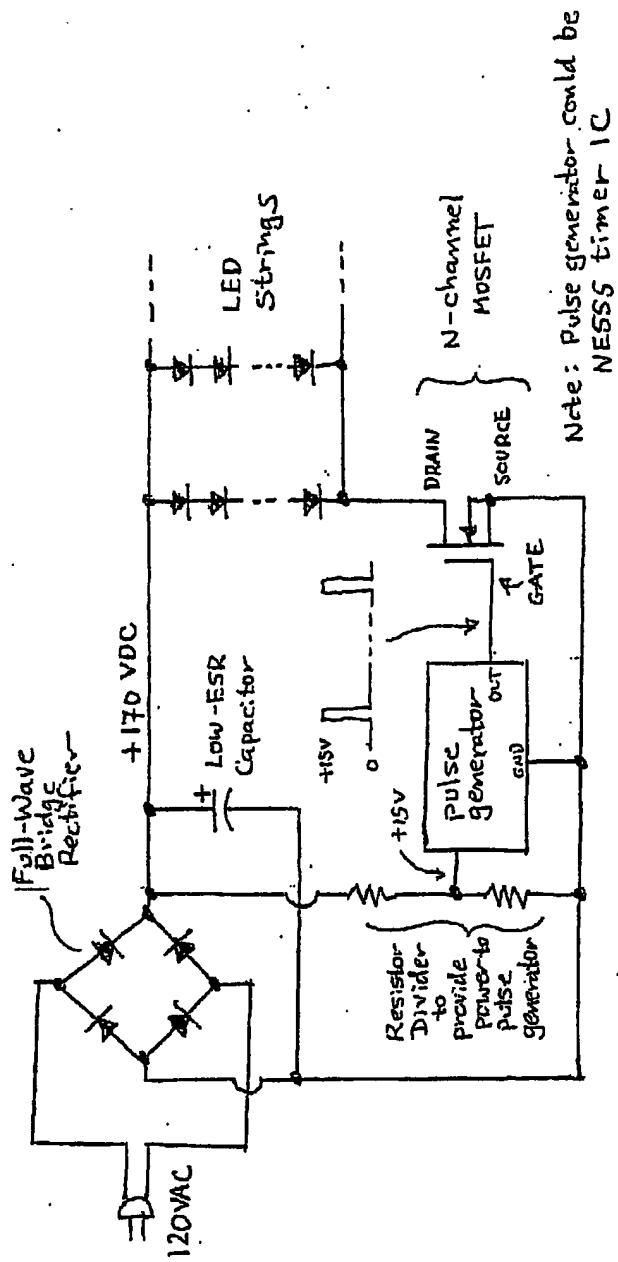 120VAC
Full-Wave
Bridge
Rectifier
+170 VDC
+
Low-ESR
Capacitor
LED
Strings
+15V
0
Resistor
Divider
to
provide
power to
pulse
generator
+15V
pulse
generator
GND
OUT
GATE
DRAIN
SOURCE
N-channel
MOSFET
Note: Pulse generator could be
NE555 timer IC